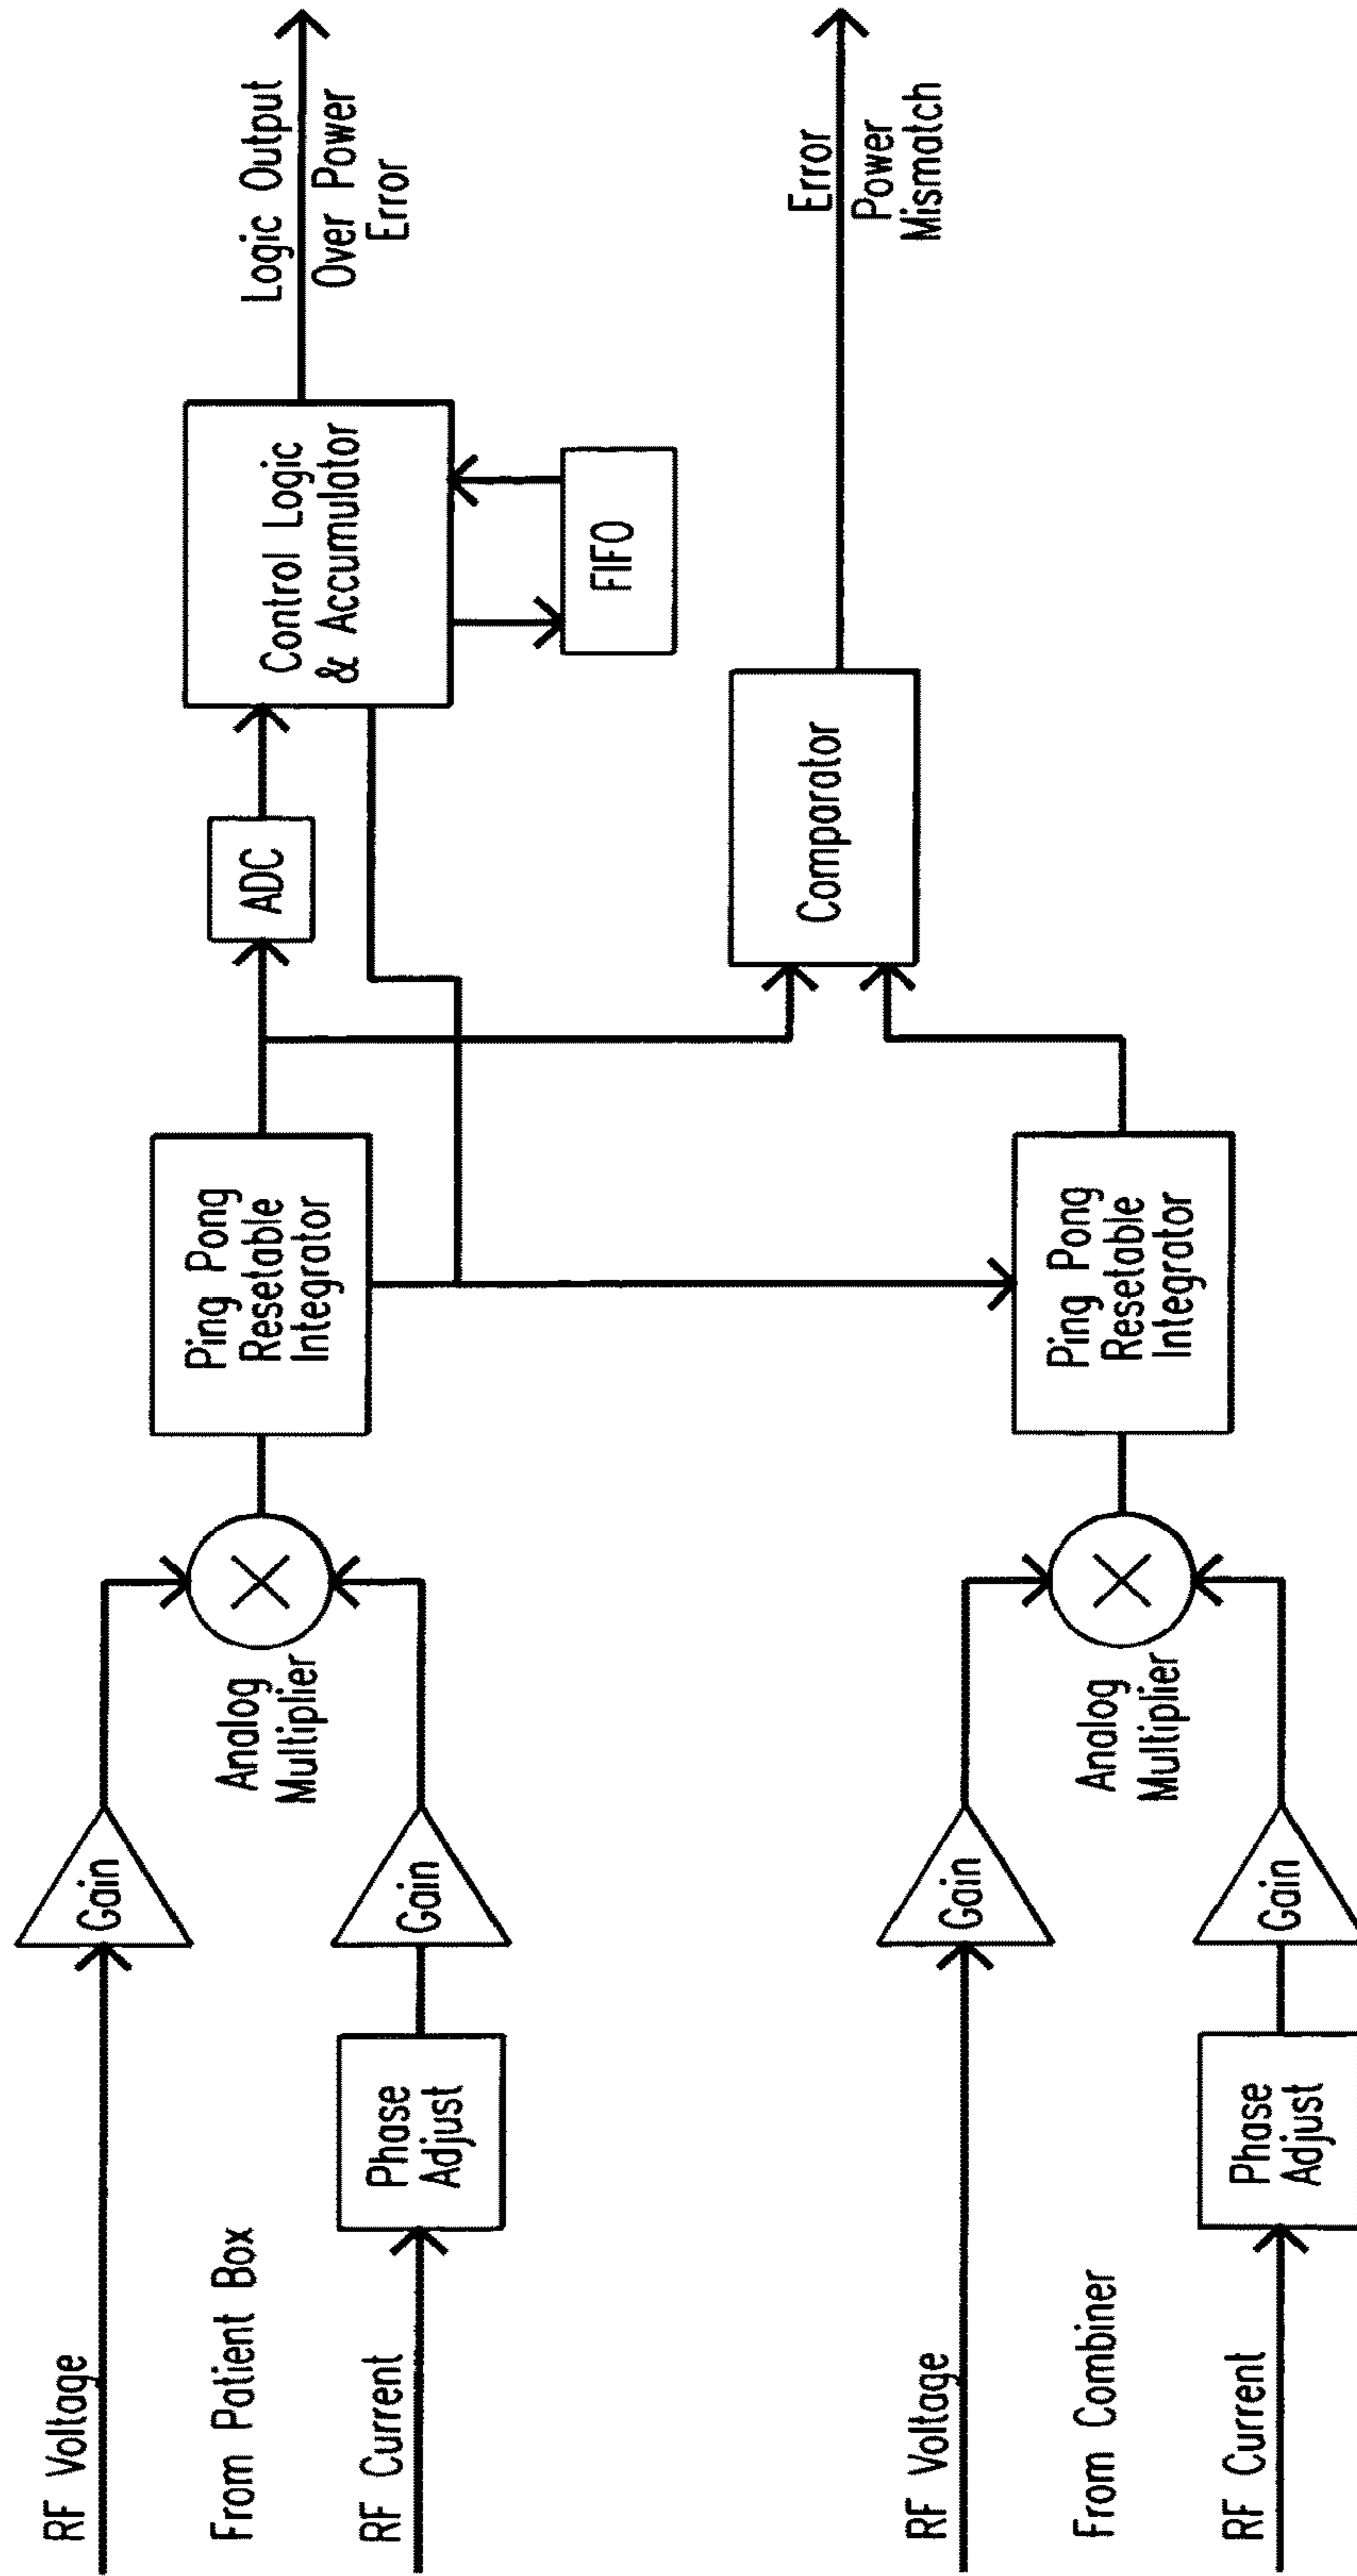 RF Voltage
From Patient Box
RF Current
Phase
Adjust
Gain
Gain
Analog
Multiplier
Ping Pong
Resetable
Integrator
ADC
Control Logic
& Accumulator
FIFO
Logic Output
Over Power
Error
RF Voltage
From Combiner
RF Current
Phase
Adjust
Gain
Gain
Analog
Multiplier
Ping Pong
Resetable
Integrator
Comparator
Error
Power
Mismatch